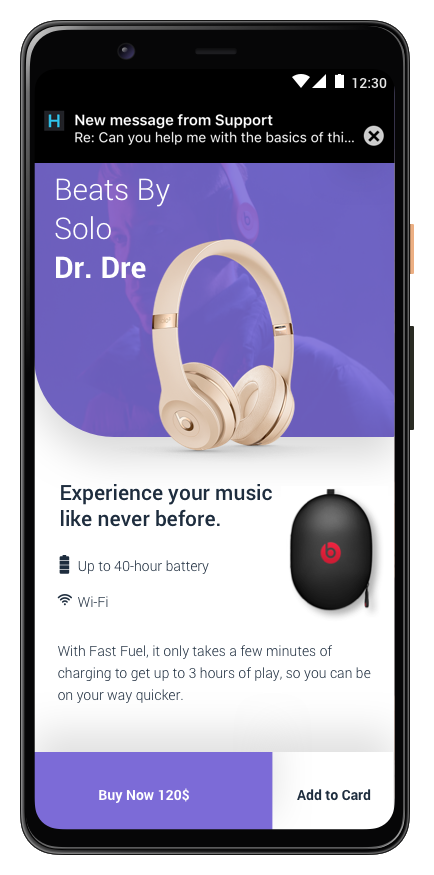 12:30
H
New message from Support
Re: Can you help me with the basics of thi...
Beats By
Solo
Dr. Dre
Experience your music
like never before.
Up to 40-hour battery
Wi-Fi
With Fast Fuel, it only takes a few minutes of
charging to get up to 3 hours of play, so you can be
on your way quicker.
Buy Now 120$
Add to Card